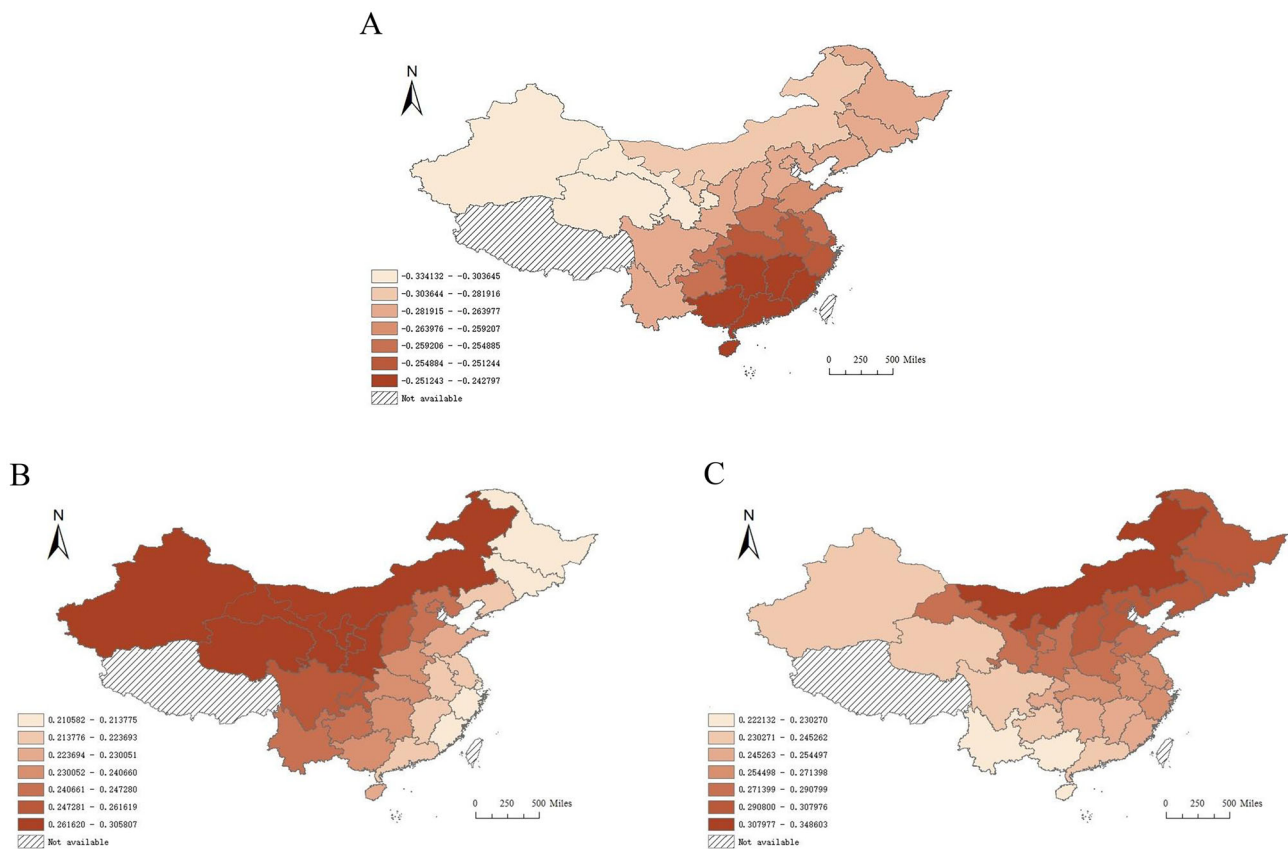 A
N
-0.334132 - -0.303645
-0.303644 - -0.281916
-0.281915 - -0.263977
-0.263976 - -0.259207
-0.259206 - -0.254885
-0.254884 - -0.251244
-0.251243 - -0.242797
Not available
0 250 500 Miles
B
N
0.210582 - 0.213775
0.213776 - 0.223693
0.223694 - 0.230051
0.230052 - 0.240660
0.240661 - 0.247280
0.247281 - 0.261619
0.261620 - 0.305807
Not available
0 250 500 Miles
C
N
0.222132 - 0.230270
0.230271 - 0.245262
0.245263 - 0.254497
0.254498 - 0.271398
0.271399 - 0.290799
0.290800 - 0.307976
0.307977 - 0.348603
Not available
0 250 500 Miles